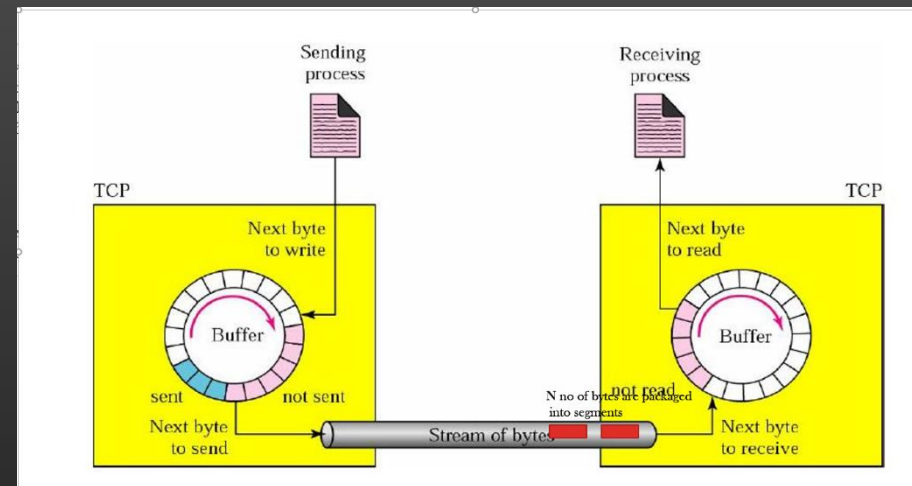 Sending
process
Receiving
process
TCP
TCP
Next byte
to write
Next byte
to read
Buffer
Buffer
sent
not sent
not read
N no of bytes are packaged
into segments
Next byte
to send
Stream of bytes
Next byte
to receive